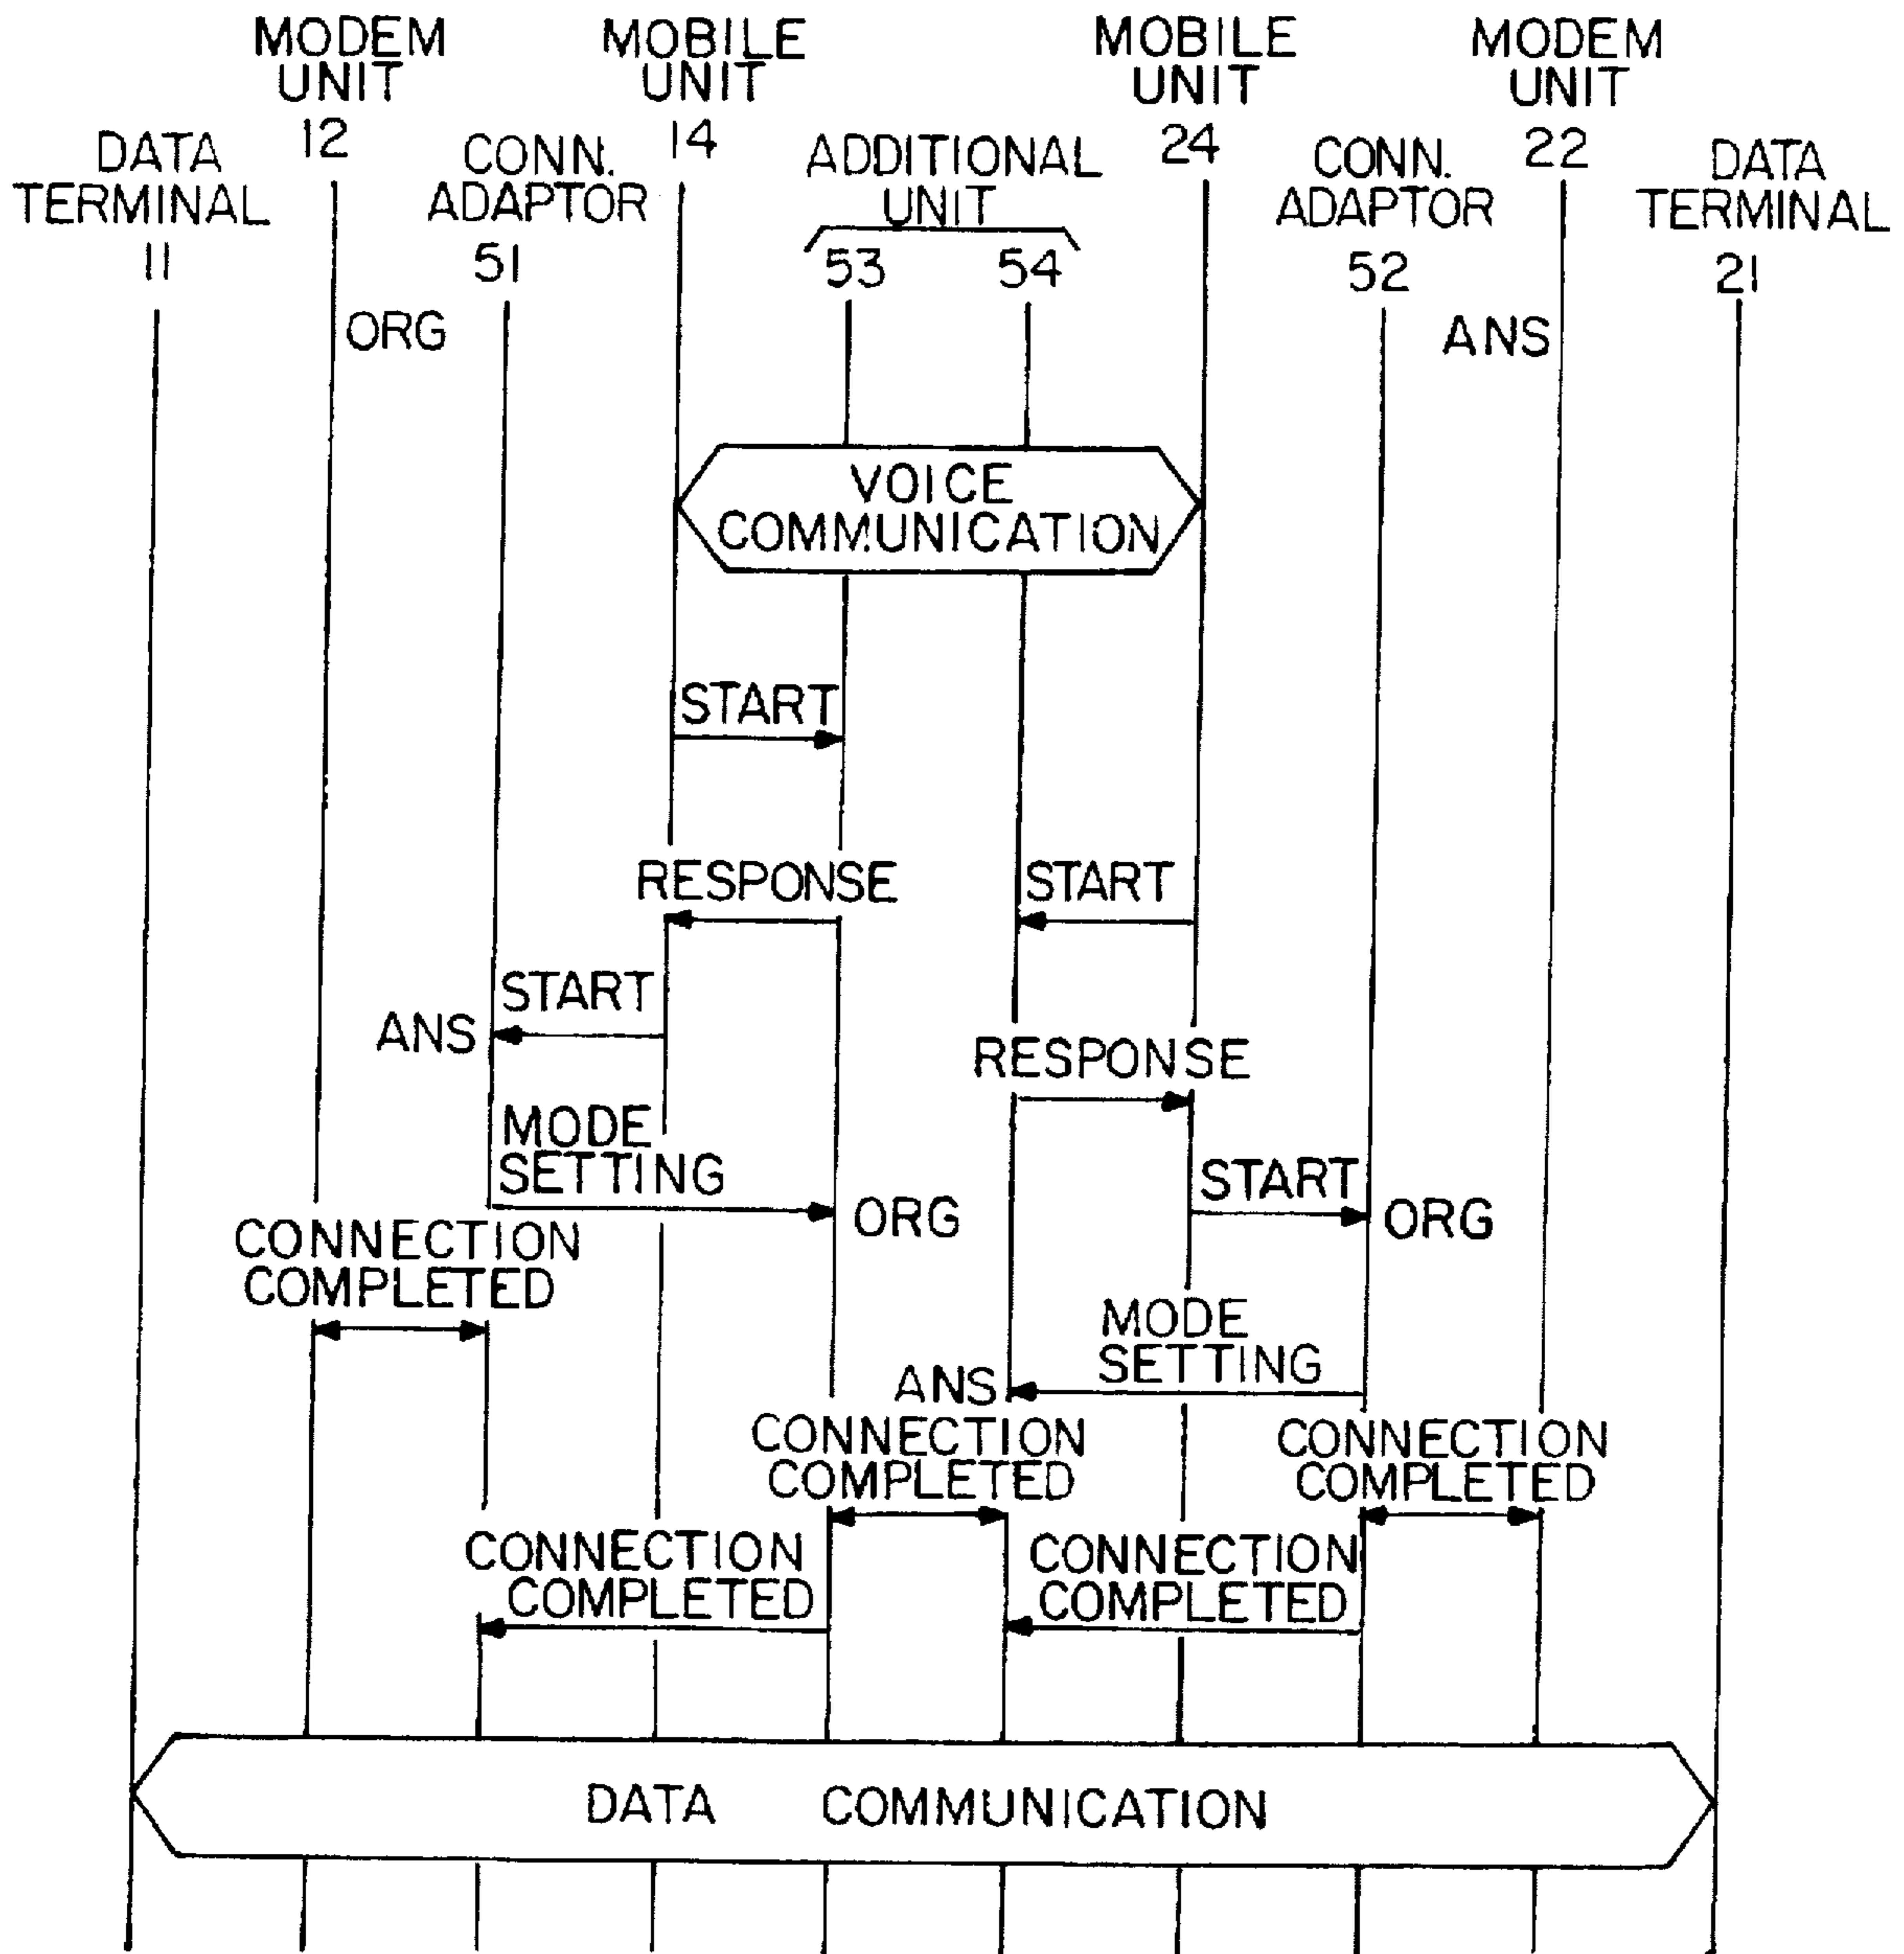 MODEM UNIT 12
MOBILE UNIT 14
MOBILE UNIT 24
MODEM UNIT 22
DATA TERMINAL 11
CONN. ADAPTOR 51
ADDITIONAL UNIT
53
54
CONN. ADAPTOR 52
DATA TERMINAL 21
ORG
ANS
VOICE
COMMUNICATION
START
RESPONSE
START
START
ANS
RESPONSE
MODE
SETTING
ORG
START
ORG
CONNECTION
COMPLETED
MODE
SETTING
ANS
CONNECTION
COMPLETED
CONNECTION
COMPLETED
CONNECTION
COMPLETED
CONNECTION
COMPLETED
DATA COMMUNICATION